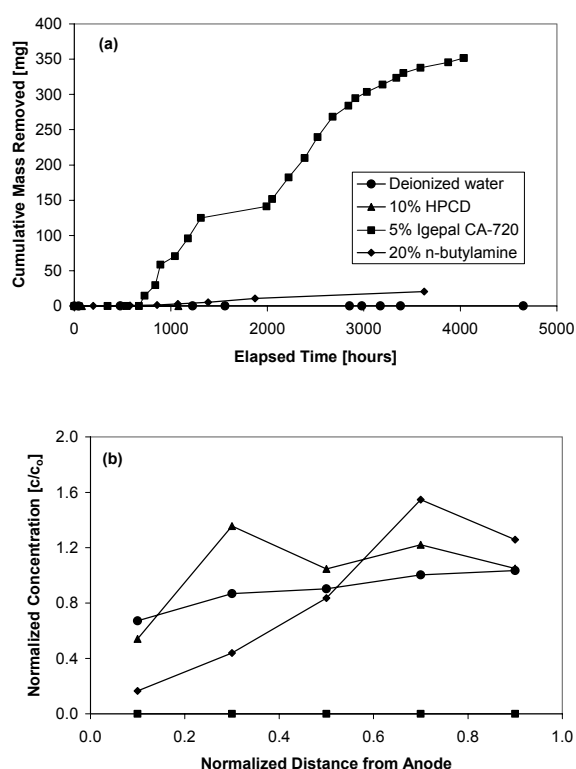 (a)
Cumulative Mass Removed [mg]
400
350
300
250
200
150
100
50
0
Deionized water
10% HPCD
5% Igepal CA-720
20% n-butylamine
0 1000 2000 3000 4000 5000
Elapsed Time [hours]
(b)
Normalized Concentration [c/c₀]
2.0
1.6
1.2
0.8
0.4
0.0
0.0 0.2 0.4 0.6 0.8 1.0
Normalized Distance from Anode